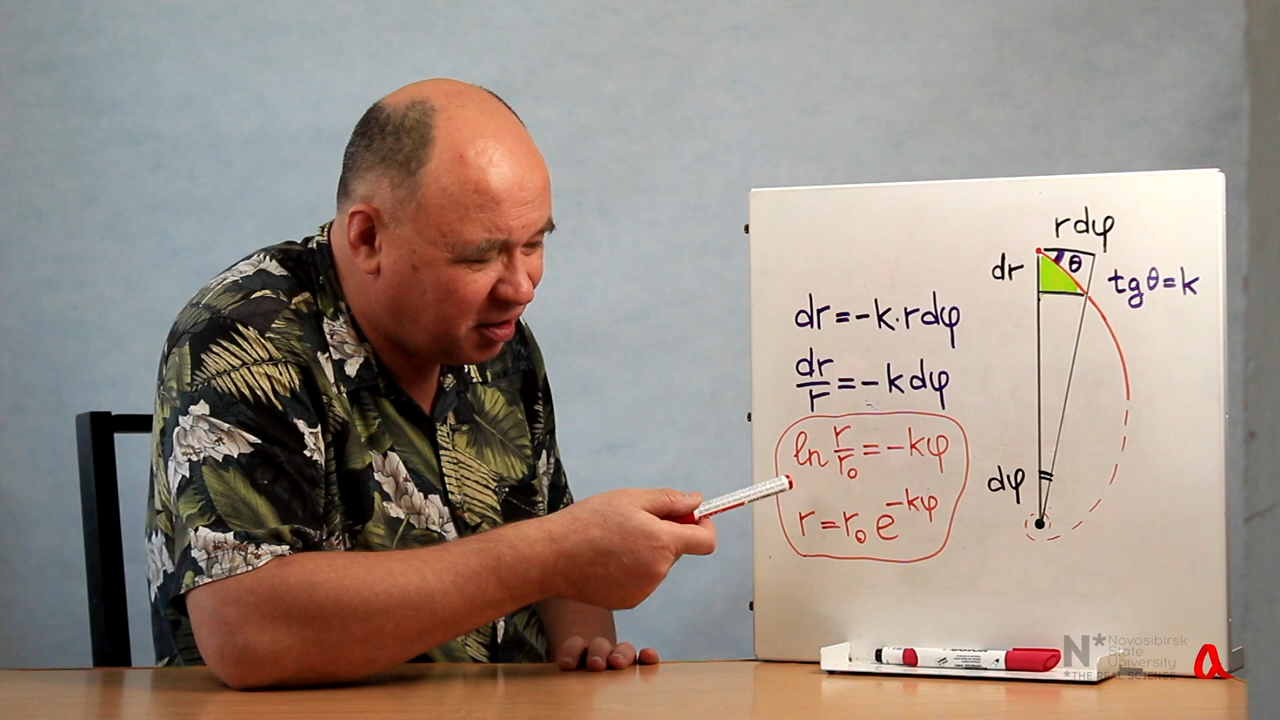 dr=-k·rdφ
dr/r=-kdφ
ln r/r₀=-kφ
r=r₀e^-kφ
rdφ
dr
θ
tgθ=k
dφ
N* Novosibirsk
State
University
*THE REAL SCIENCE